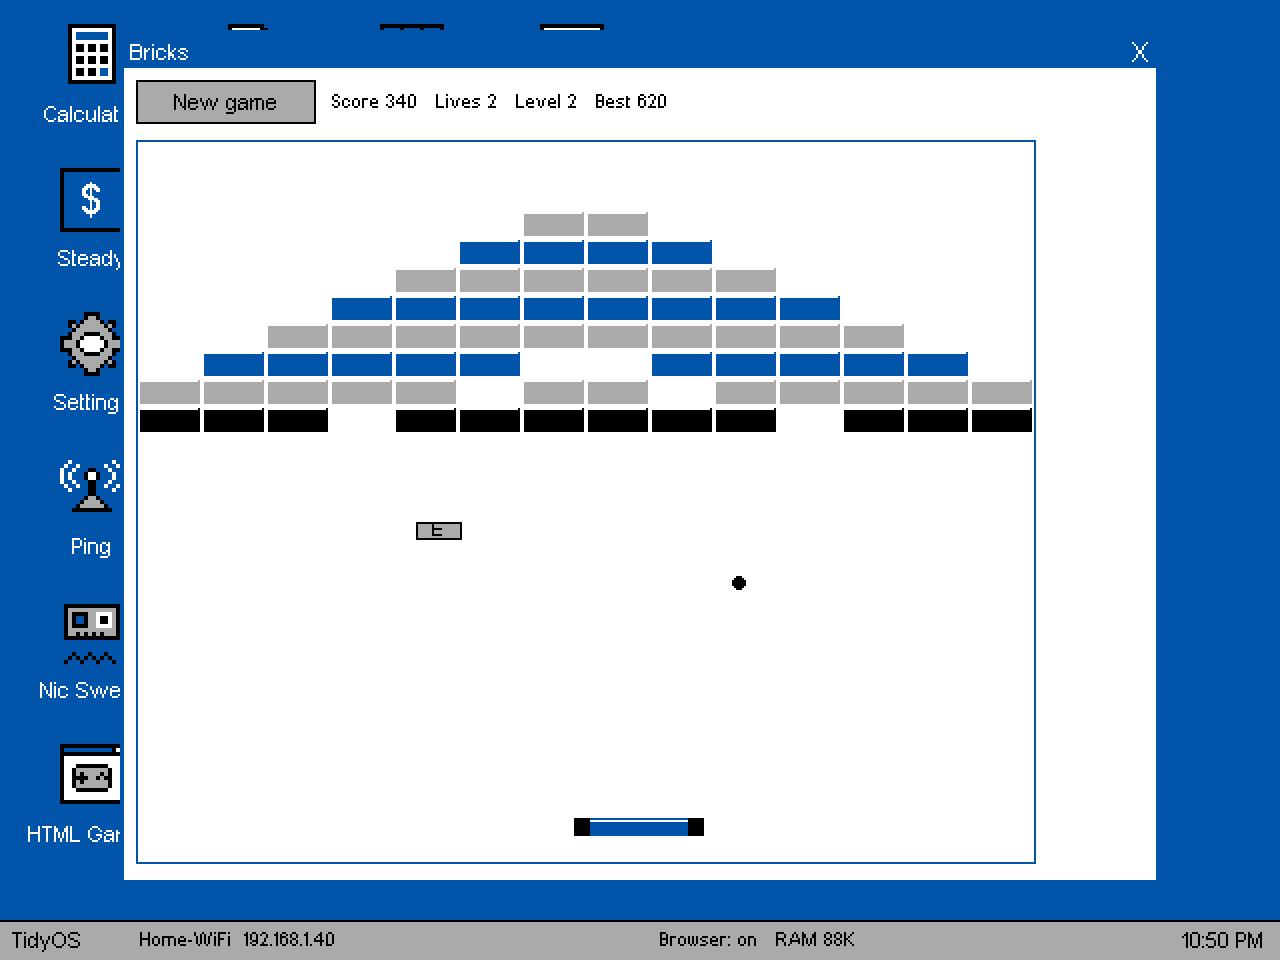 Bricks X
New game Score 340 Lives 2 Level 2 Best 620
Calculat
$
Steady
Setting
Ping
Nic Swe
HTML Gar
E
TidyOS Home-WiFi 192.168.1.40 Browser: on RAM 88K 10:50 PM